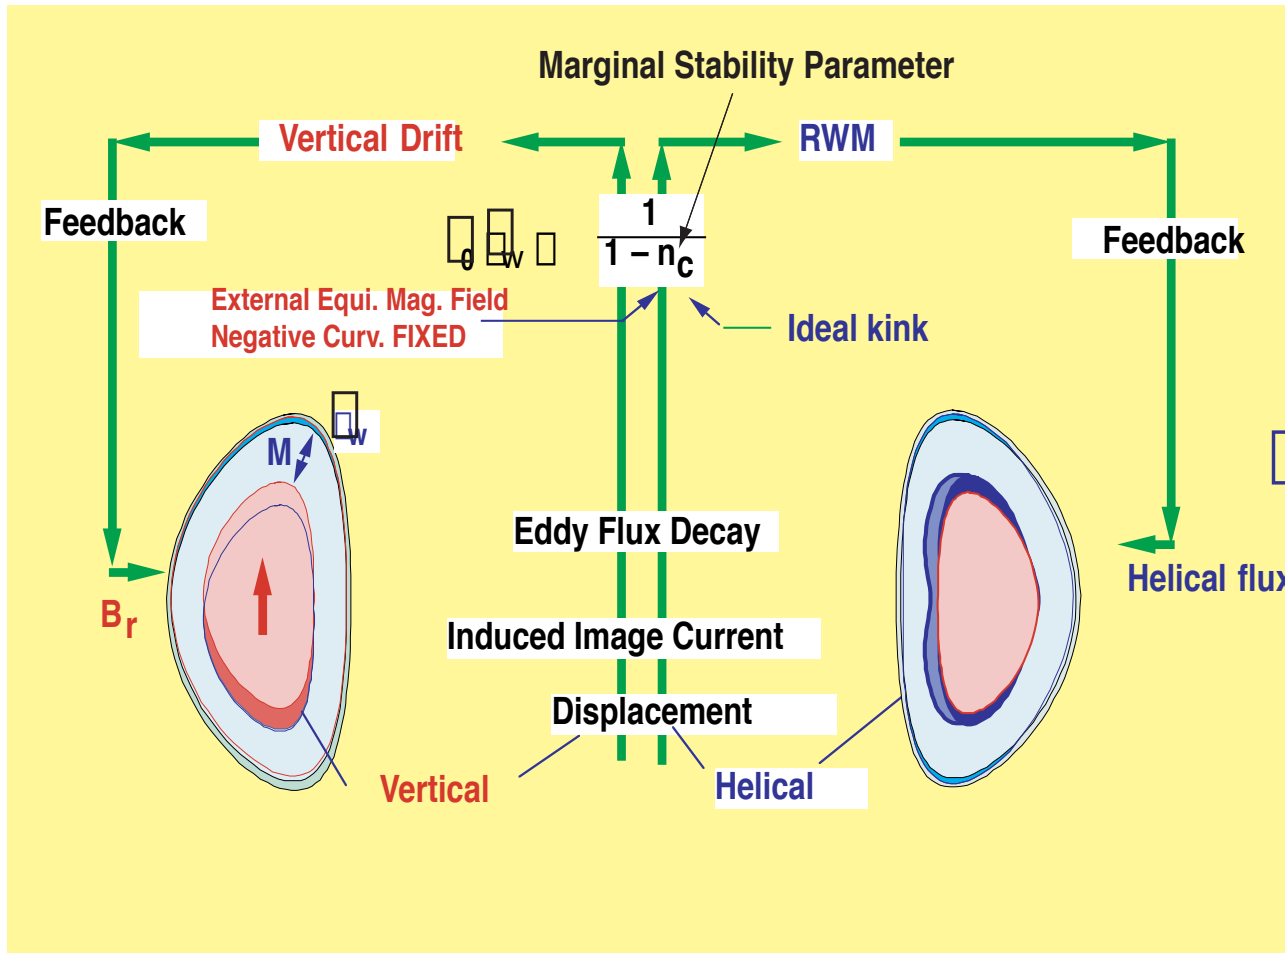 Marginal Stability Parameter
Vertical Drift
RWM
Feedback
1
1 – nc
Feedback
0 w
External Equi. Mag. Field
Negative Curv. FIXED
Ideal kink
w
M
Eddy Flux Decay
Br
Helical flux
Induced Image Current
Displacement
Vertical
Helical